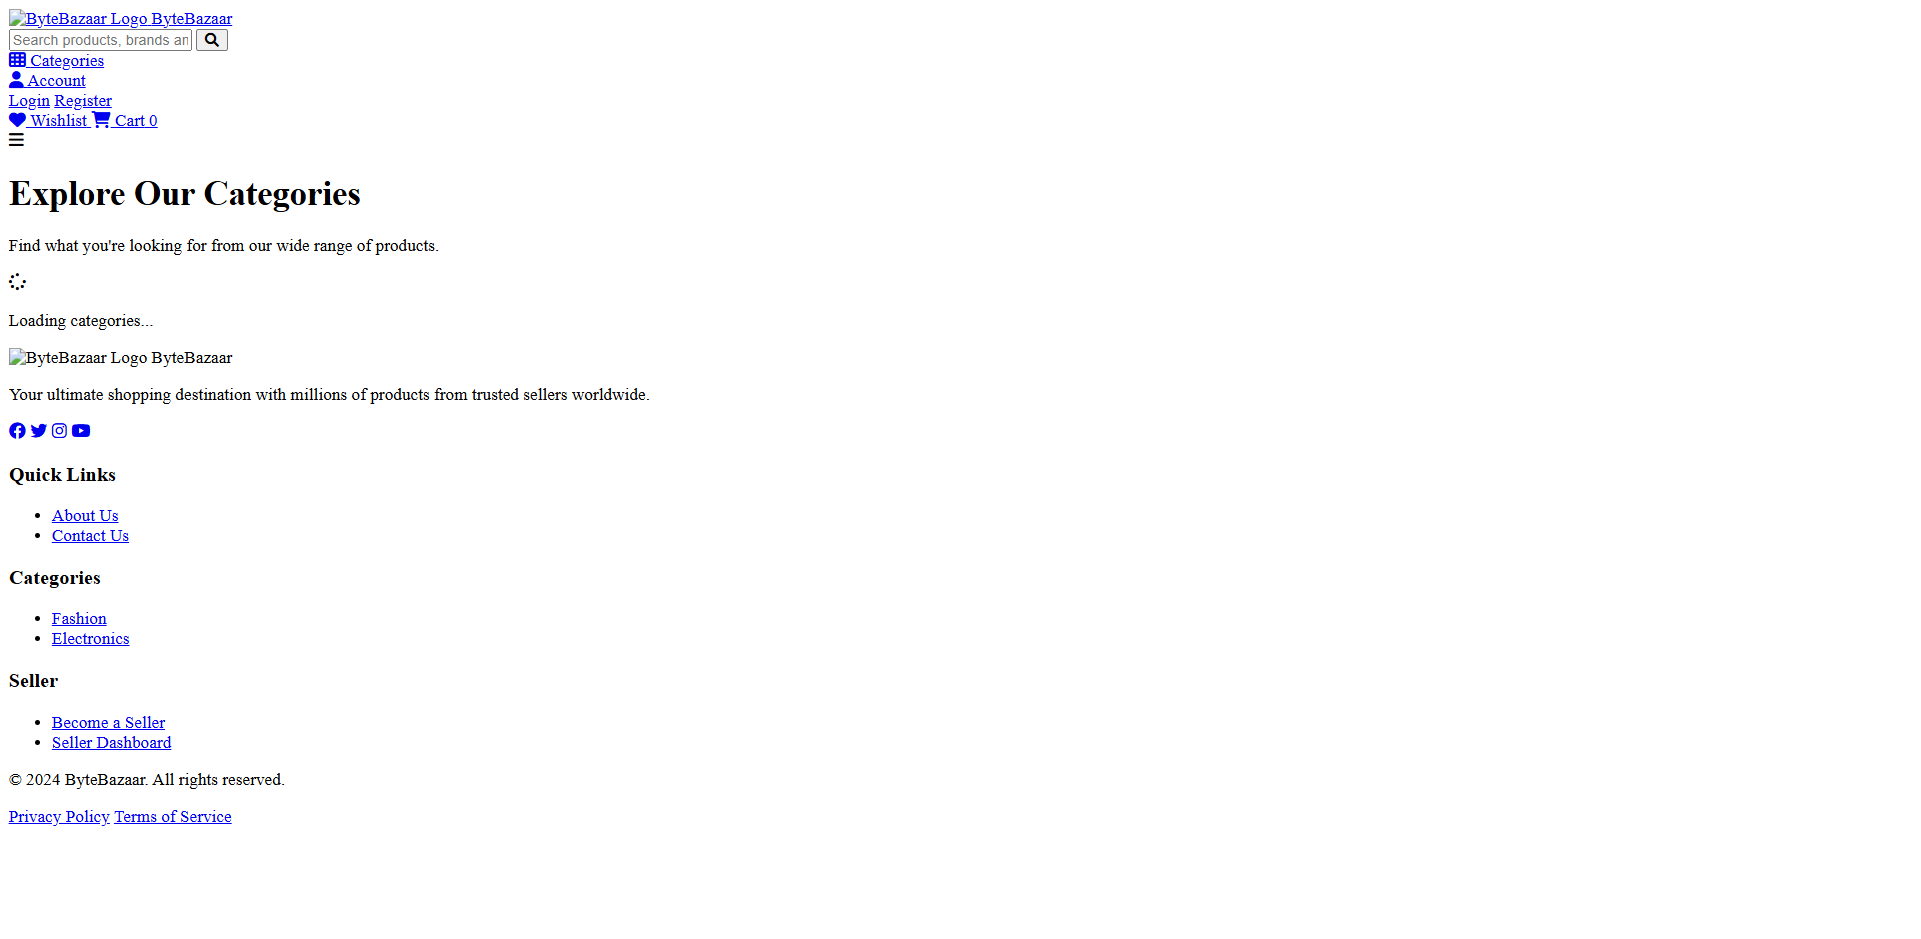 ByteBazaar Logo ByteBazaar
Search products, brands an
Categories
Account
Login Register
Wishlist Cart 0
Explore Our Categories
Find what you're looking for from our wide range of products.
Loading categories...
ByteBazaar Logo ByteBazaar
Your ultimate shopping destination with millions of products from trusted sellers worldwide.
Quick Links
About Us
Contact Us
Categories
Fashion
Electronics
Seller
Become a Seller
Seller Dashboard
© 2024 ByteBazaar. All rights reserved.
Privacy Policy Terms of Service